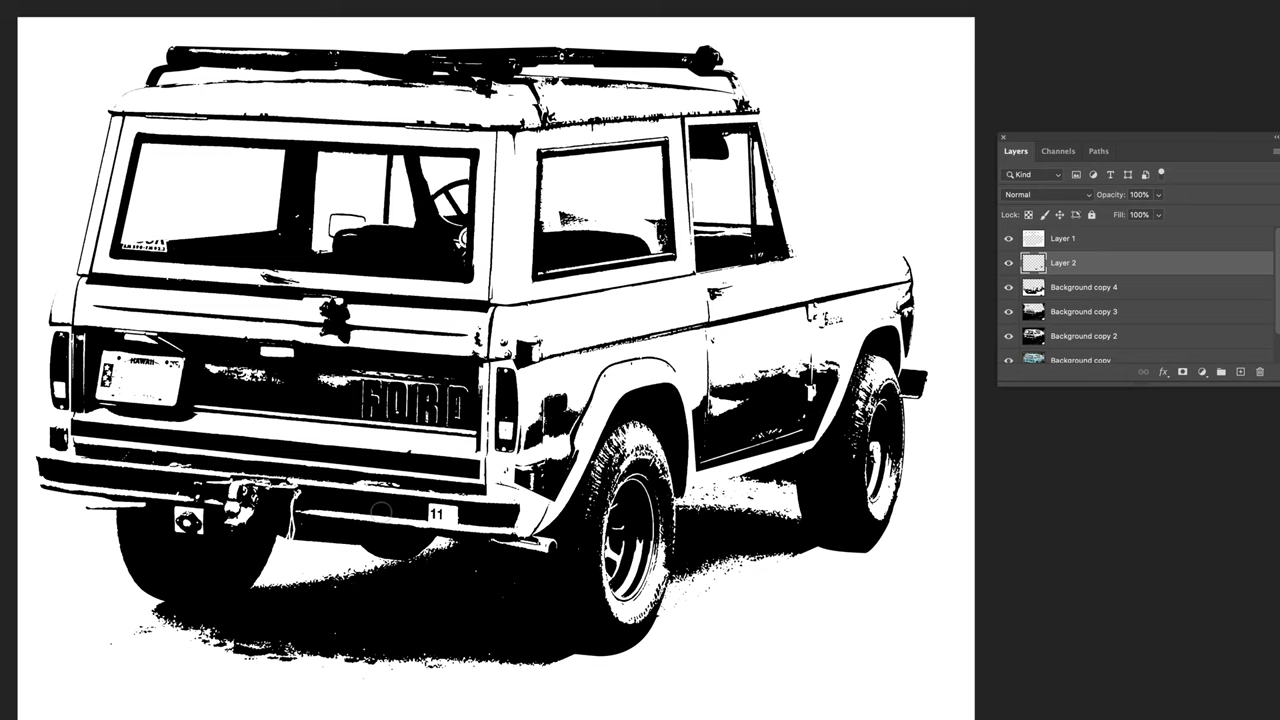 Layers Channels Paths
Kind
Normal Opacity: 100%
Lock: Fill: 100%
Layer 1
Layer 2
Background copy 4
Background copy 3
Background copy 2
Background copy
fx
HAWAII
FORD
11